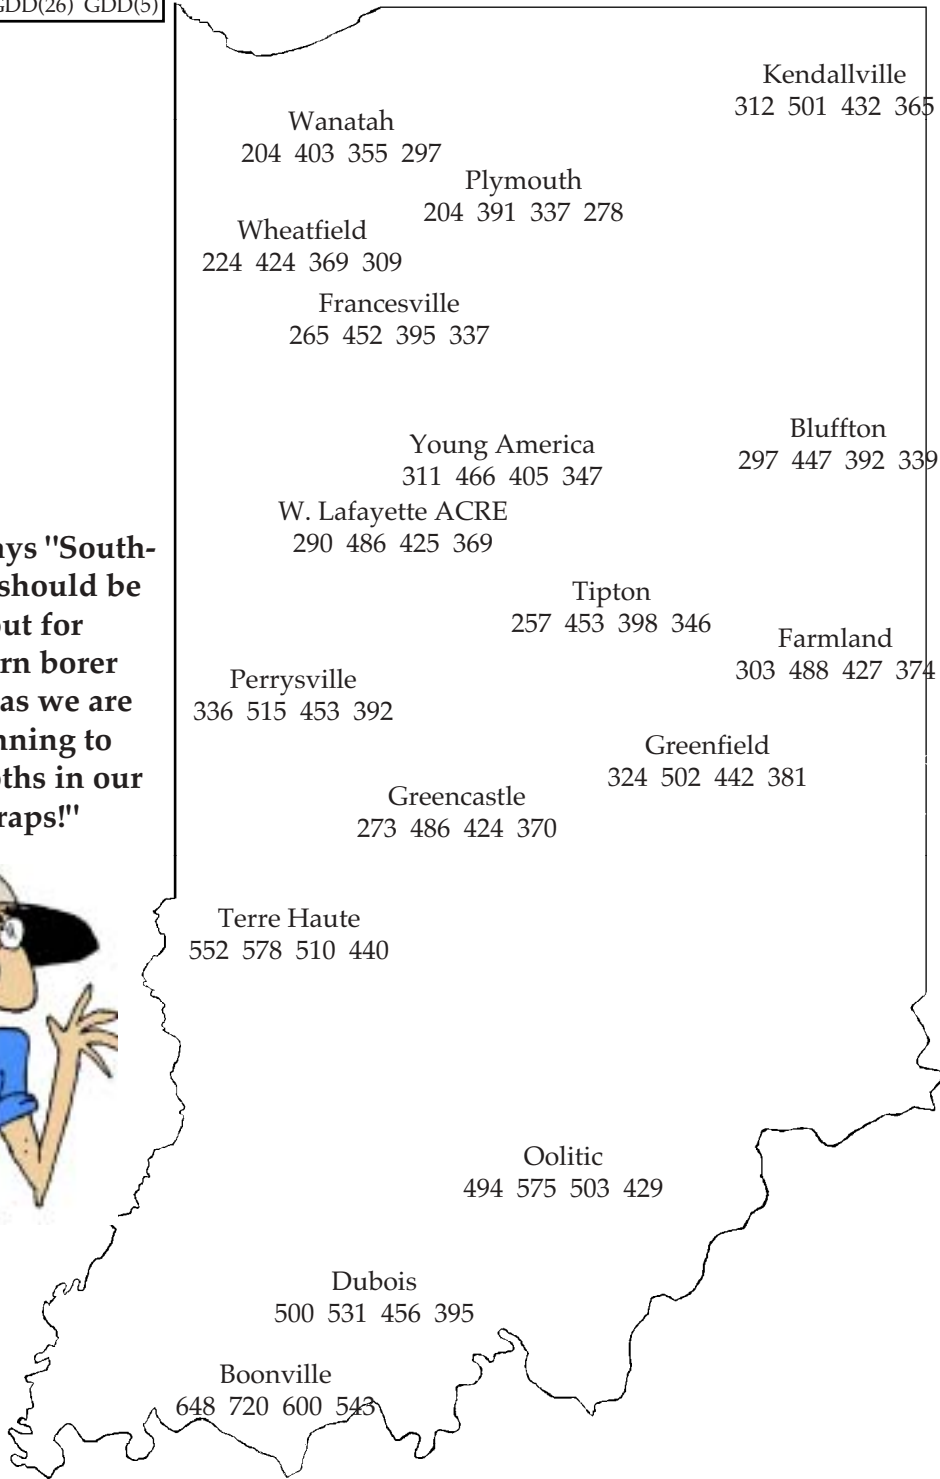 GDD(26) GDD(5)
Kendallville
312 501 432 365
Wanatah
204 403 355 297
Plymouth
204 391 337 278
Wheatfield
224 424 369 309
Francesville
265 452 395 337
Bluffton
297 447 392 339
Young America
311 466 405 347
W. Lafayette ACRE
290 486 425 369
Tipton
257 453 398 346
Farmland
303 488 427 374
Perrysville
336 515 453 392
Greenfield
324 502 442 381
Greencastle
273 486 424 370
Terre Haute
552 578 510 440
Oolitic
494 575 503 429
Dubois
500 531 456 395
Boonville
648 720 600 543
"South-
should be
for
borer
as we are
to
in our